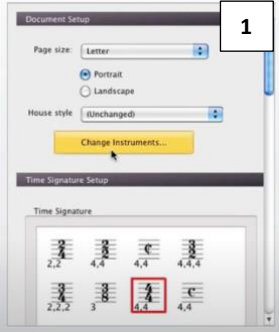 1
Document Setup
Page size: Letter
Portrait
Landscape
House style (Unchanged)
Change Instruments...
Time Signature Setup
Time Signature
2,2 4,4 4,4 4,4,4
2,2,2 3 4,4 4,4